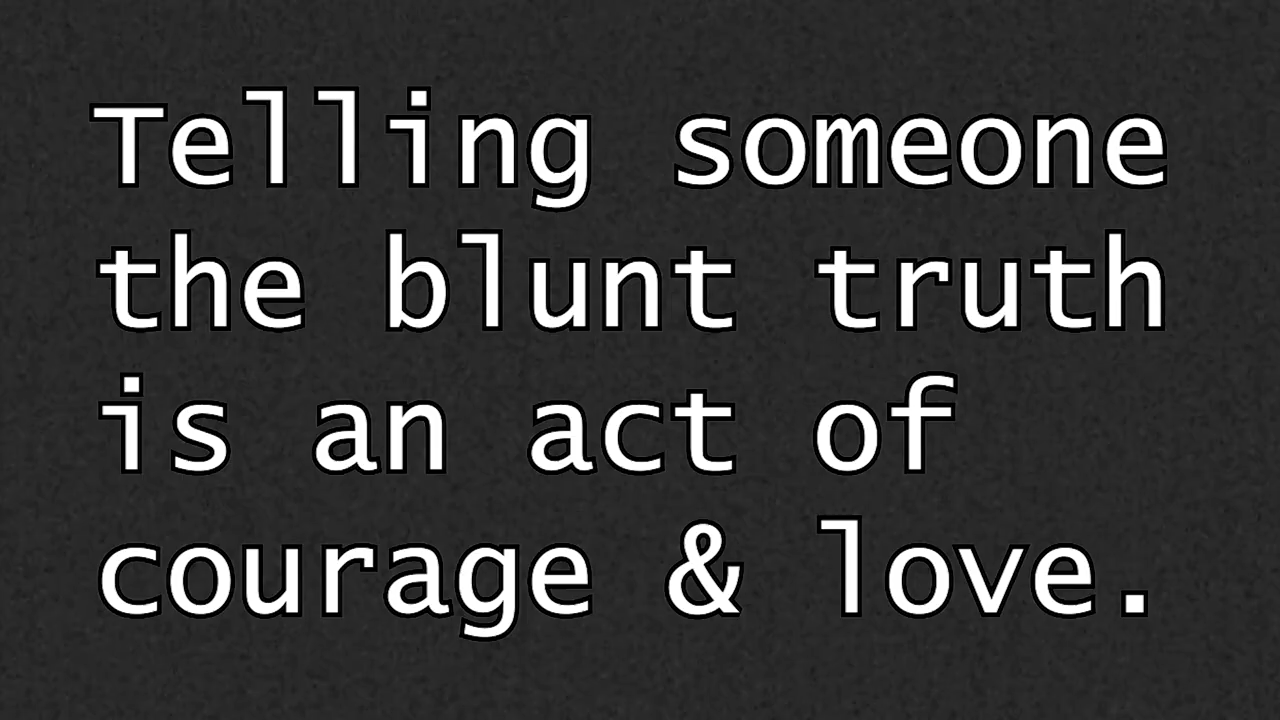 Telling someone
the blunt truth
is an act of
courage & love.